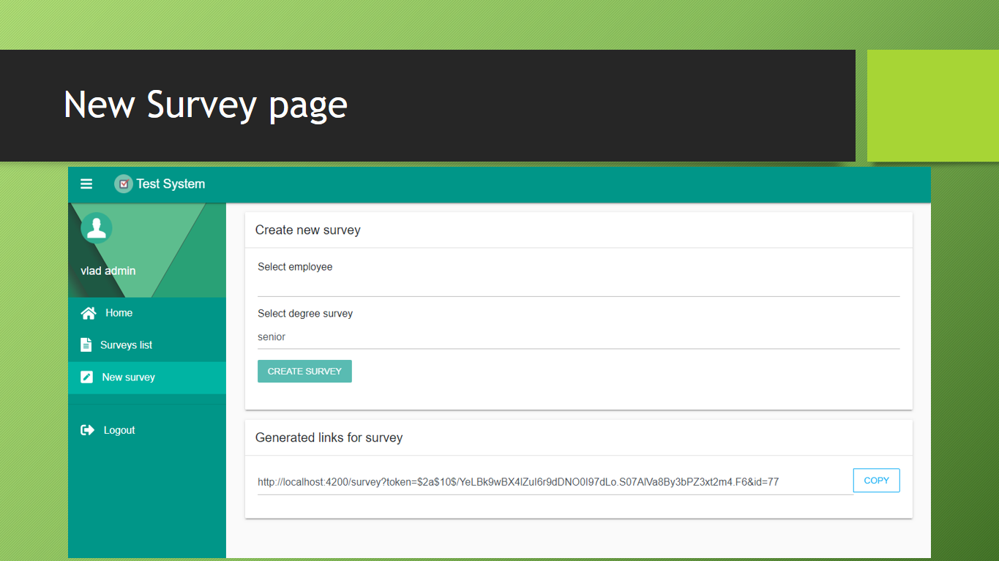 New Survey page
Test System
vlad admin
Home
Surveys list
New survey
Logout
Create new survey
Select employee
Select degree survey
senior
CREATE SURVEY
Generated links for survey
http://localhost:4200/survey?token=$2a$10$/YeLBk9wBX4lZul6r9dDNO0I97dLo.S07AlVa8By3bPZ3xt2m4.F6&id=77
COPY